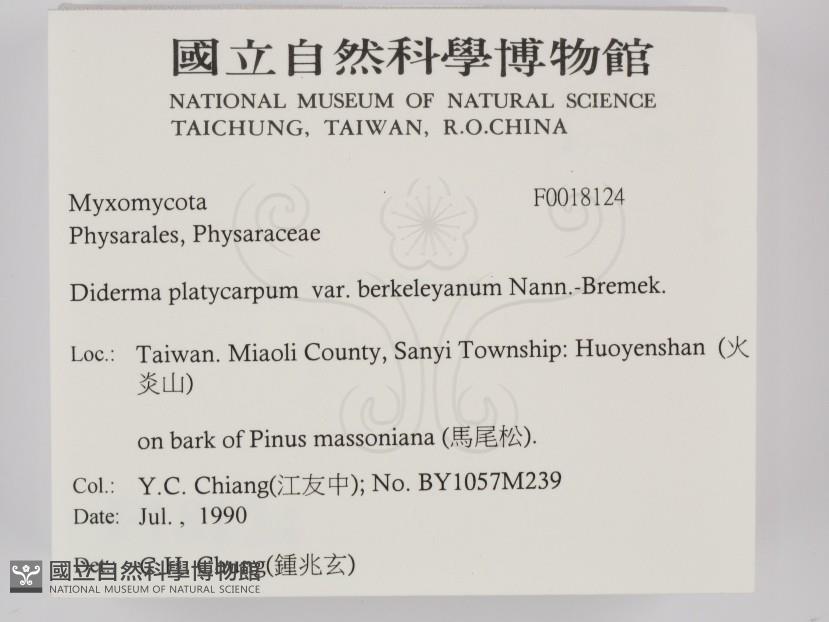 國立自然科學博物館
NATIONAL MUSEUM OF NATURAL SCIENCE
TAICHUNG, TAIWAN, R.O.CHINA
Myxomycota F0018124
Physarales, Physaraceae
Diderma platycarpum var. berkeleyanum Nann.-Bremek.
Loc.: Taiwan. Miaoli County, Sanyi Township: Huoyenshan (火
炎山)
on bark of Pinus massoniana (馬尾松).
Col.: Y.C. Chiang(江友中); No. BY1057M239
Date: Jul. , 1990
Det.: C.H. Chung(鍾兆玄)
國立自然科學博物館
NATIONAL MUSEUM OF NATURAL SCIENCE